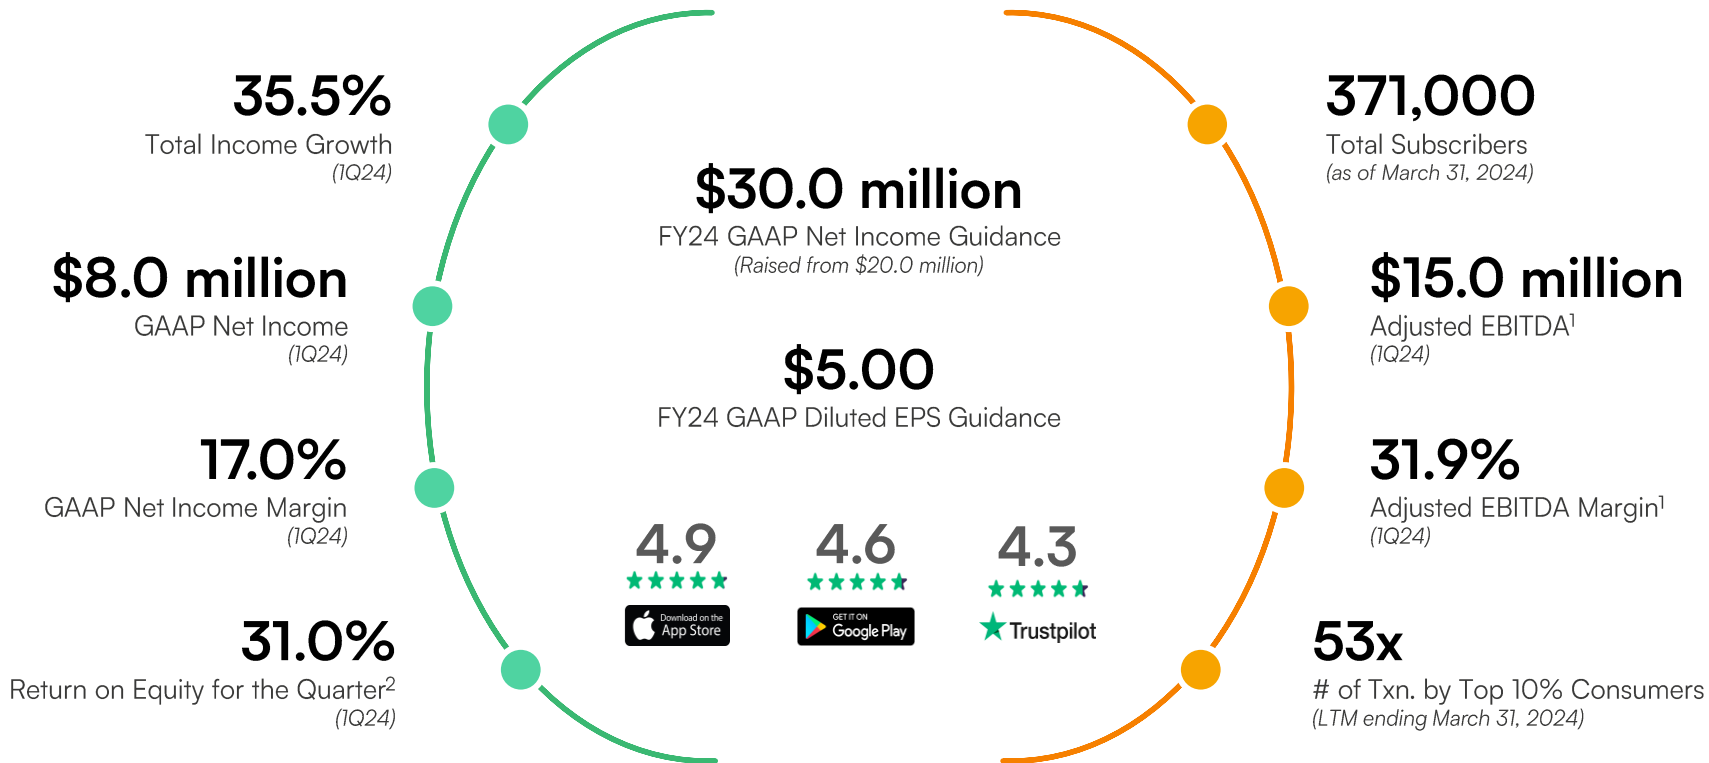 35.5%
Total Income Growth
(1Q24)
$8.0 million
GAAP Net Income
(1Q24)
17.0%
GAAP Net Income Margin
(1Q24)
31.0%
Return on Equity for the Quarter²
(1Q24)
$30.0 million
FY24 GAAP Net Income Guidance
(Raised from $20.0 million)
$5.00
FY24 GAAP Diluted EPS Guidance
4.9
Download on the
App Store
4.6
GET IT ON
Google Play
4.3
Trustpilot
371,000
Total Subscribers
(as of March 31, 2024)
$15.0 million
Adjusted EBITDA¹
(1Q24)
31.9%
Adjusted EBITDA Margin¹
(1Q24)
53x
# of Txn. by Top 10% Consumers
(LTM ending March 31, 2024)